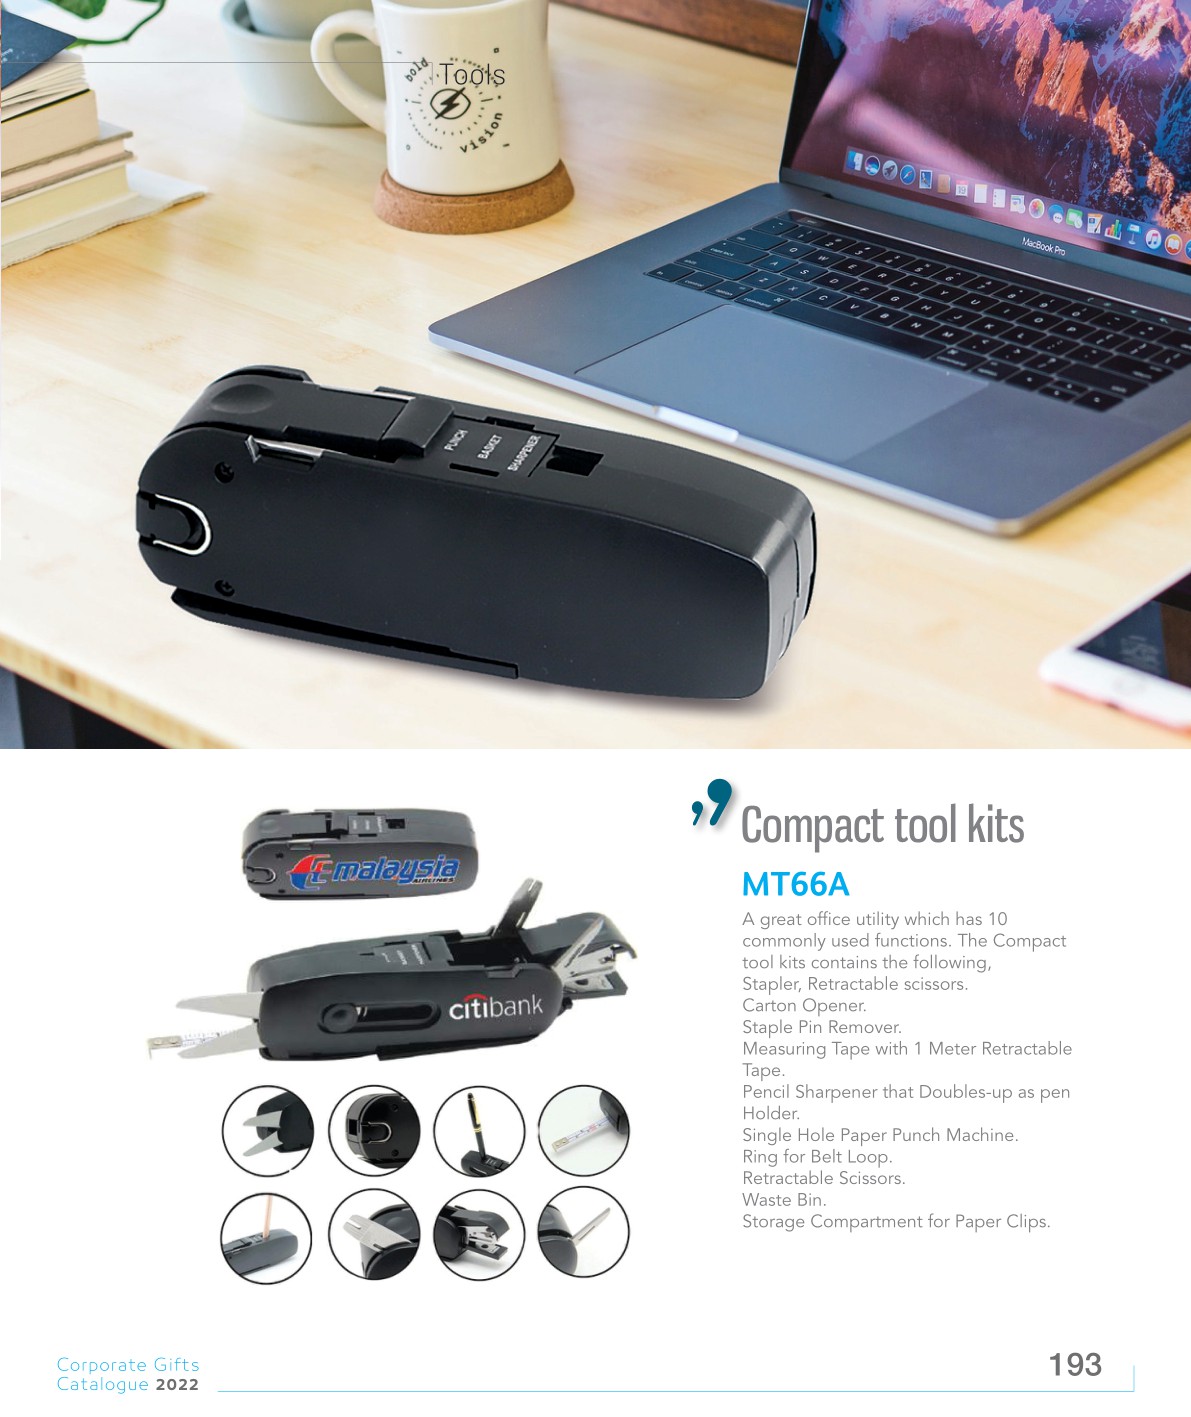 Tools
bold
vision
MacBook Pro
PUNCH
BASKET
SHARPENER
malaysia
AIRLINES
citibank
Compact tool kits
MT66A
A great office utility which has 10
commonly used functions. The Compact
tool kits contains the following,
Stapler, Retractable scissors.
Carton Opener.
Staple Pin Remover.
Measuring Tape with 1 Meter Retractable
Tape.
Pencil Sharpener that Doubles-up as pen
Holder.
Single Hole Paper Punch Machine.
Ring for Belt Loop.
Retractable Scissors.
Waste Bin.
Storage Compartment for Paper Clips.
Corporate Gifts
Catalogue 2022
193